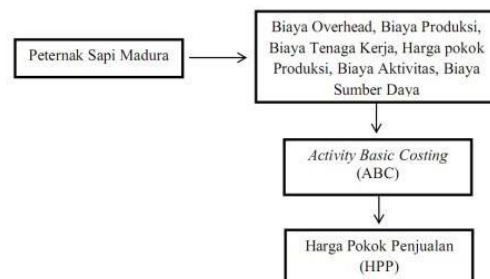 Peternak Sapi Madura
Biaya Overhead, Biaya Produksi,
Biaya Tenaga Kerja, Harga pokok
Produksi, Biaya Aktivitas, Biaya
Sumber Daya
Activity Basic Costing
(ABC)
Harga Pokok Penjualan
(HPP)